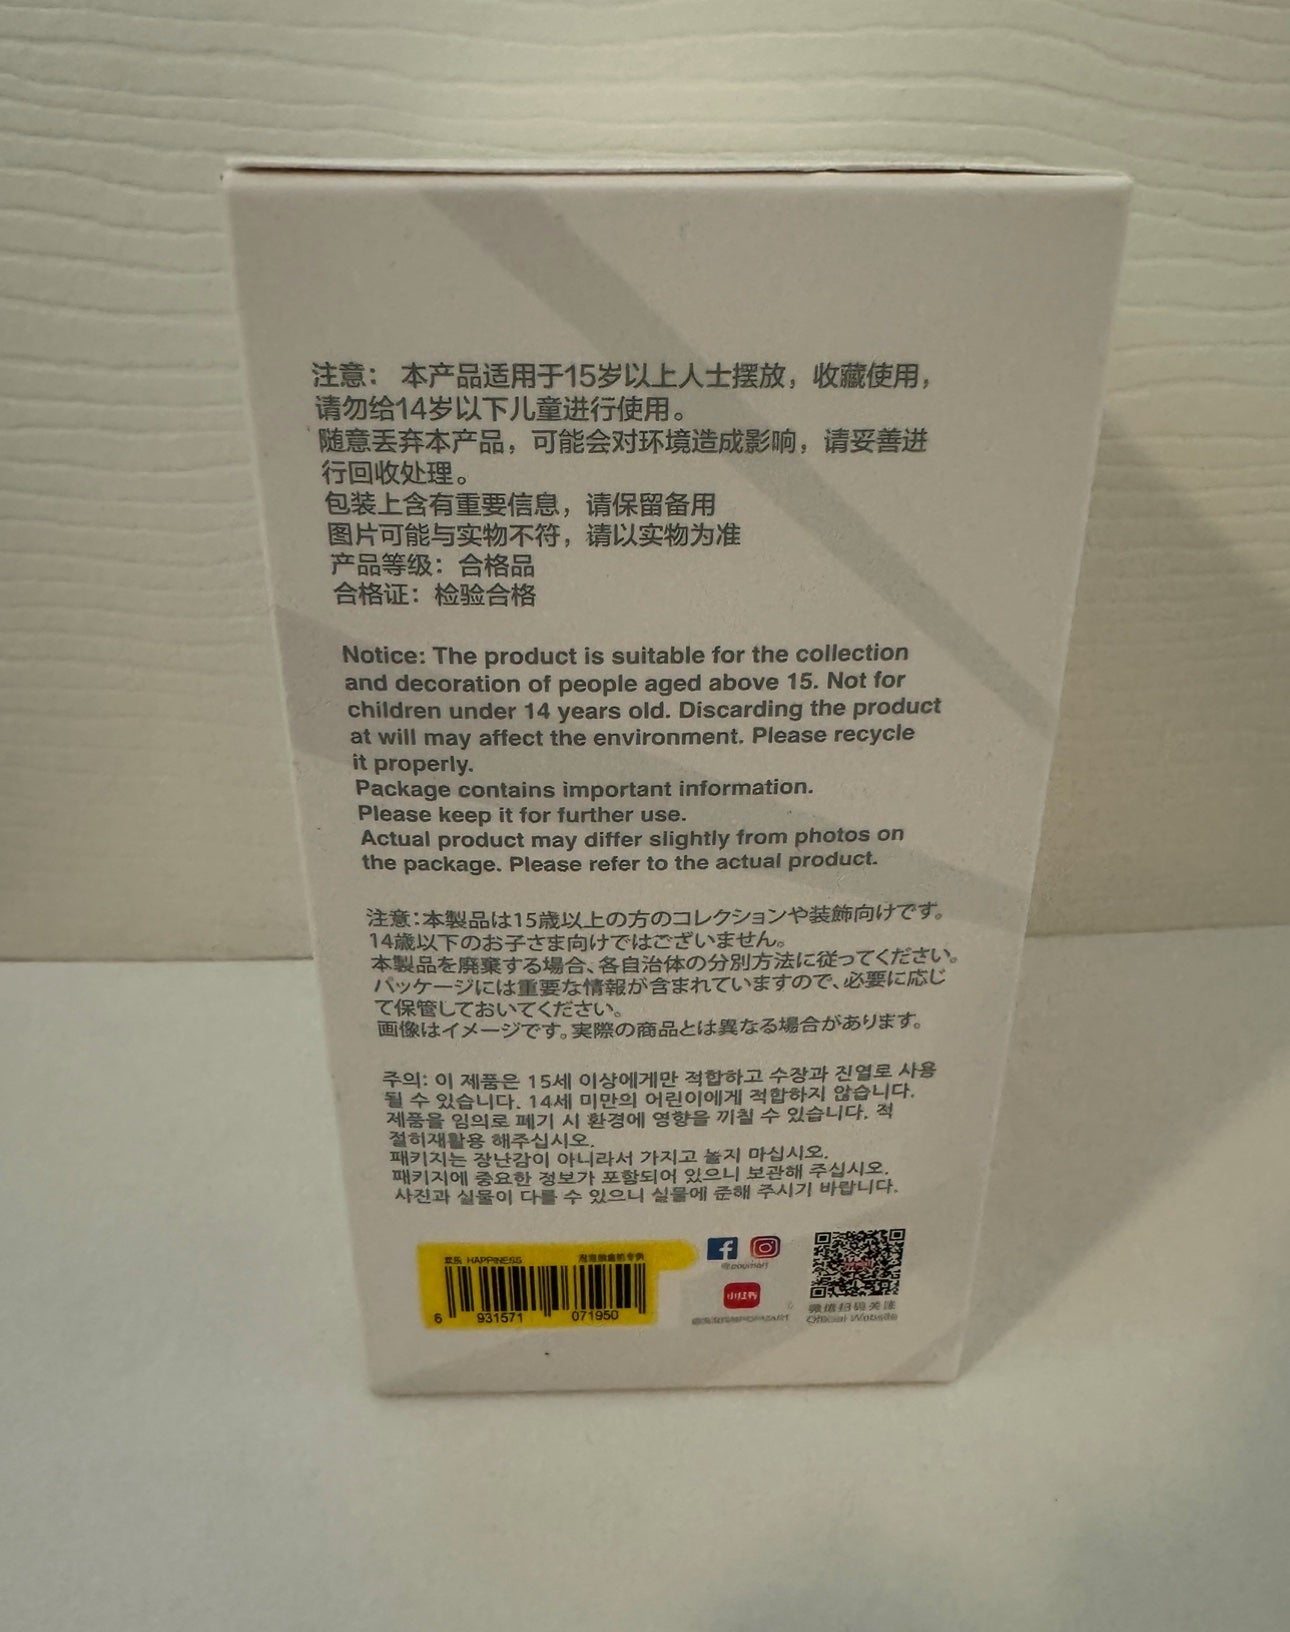 注意： 本产品适用于15岁以上人士摆放，收藏使用，
请勿给14岁以下儿童进行使用。
随意丢弃本产品，可能会对环境造成影响，请妥善进
行回收处理。
包装上含有重要信息，请保留备用
图片可能与实物不符，请以实物为准
产品等级：合格品
合格证：检验合格
Notice: The product is suitable for the collection
and decoration of people aged above 15. Not for
children under 14 years old. Discarding the product
at will may affect the environment. Please recycle
it properly.
Package contains important information.
Please keep it for further use.
Actual product may differ slightly from photos on
the package. Please refer to the actual product.
注意：本製品は15歳以上の方のコレクションや装飾向けです。
14歳以下のお子さま向けではございません。
本製品を廃棄する場合、各自治体の分別方法に従ってください。
パッケージには重要な情報が含まれていますので、必要に応じ
て保管しておいてください。
画像はイメージです。実際の商品とは異なる場合があります。
주의: 이 제품은 15세 이상에게만 적합하고 수장과 진열로 사용
될 수 있습니다. 14세 미만의 어린이에게 적합하지 않습니다.
제품을 임의로 폐기 시 환경에 영향을 끼칠 수 있습니다. 적
절히재활용 해주십시오.
패키지는 장난감이 아니라서 가지고 놀지 마십시오.
패키지에 중요한 정보가 포함되어 있으니 보관해 주십시오.
사진과 실물이 다를 수 있으니 실물에 준해 주시기 바랍니다.
欢乐 HAPPINESS
6 931571 071950
@popmart
小红书
微信扫码关注
Official Website